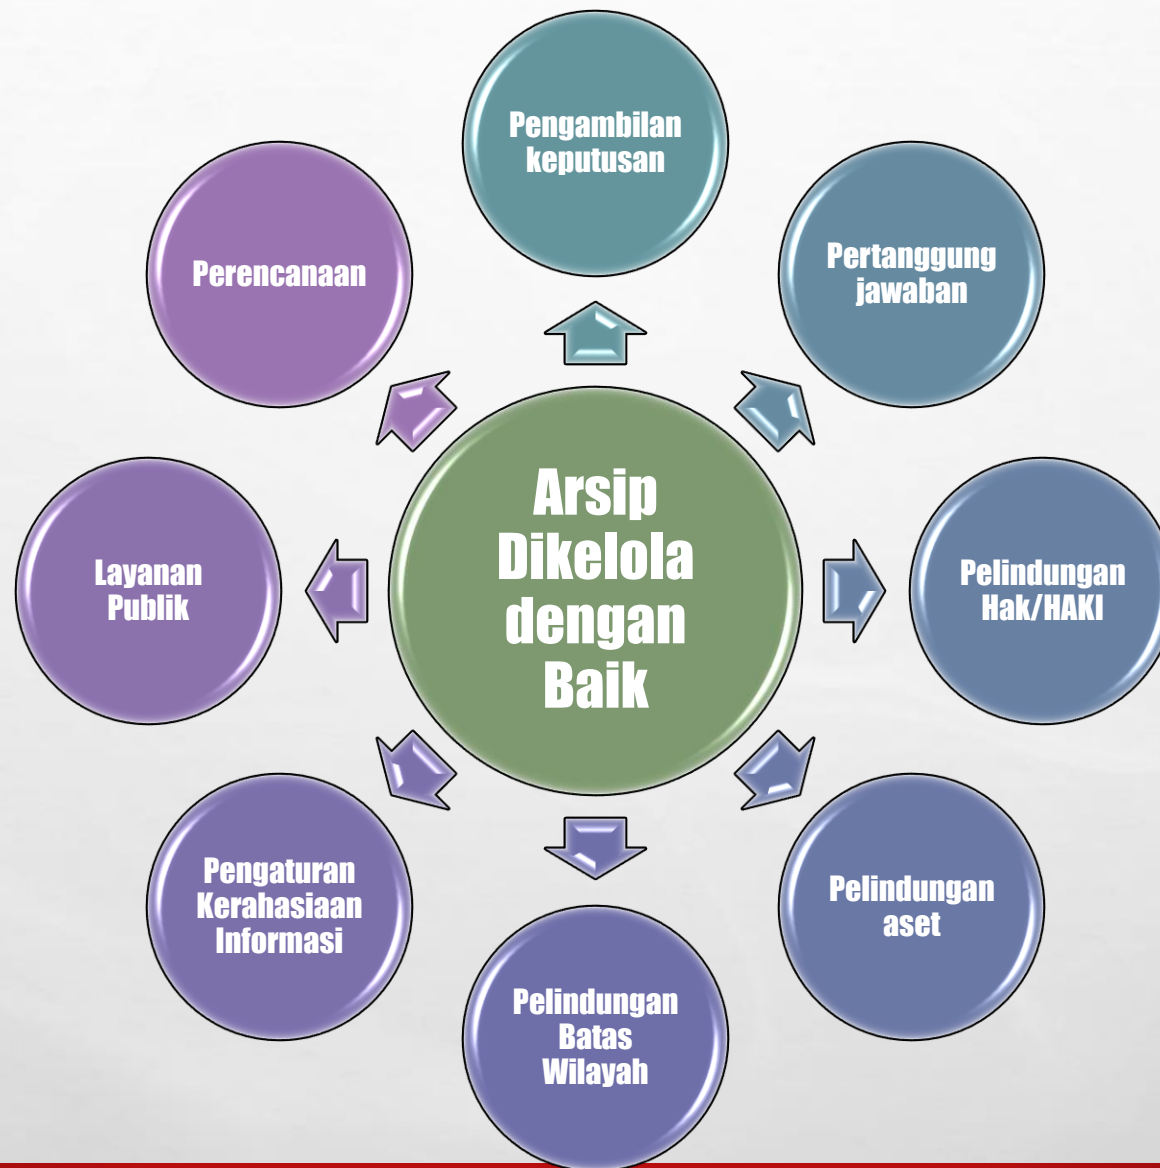 Pengambilan
keputusan
Pertanggung
jawaban
Pelindungan
Hak/HAKI
Pelindungan
aset
Pelindungan
Batas
Wilayah
Pengaturan
Kerahasiaan
Informasi
Layanan
Publik
Perencanaan
Arsip
Dikelola
dengan
Baik